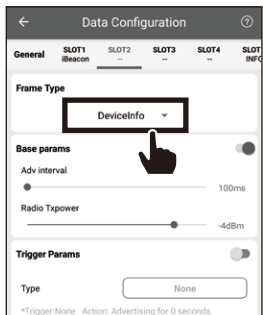 Data Configuration
General SLOT1 SLOT2 SLOT3 SLOT4 SLOT
iBeacon -- -- -- INFO
Frame Type
DeviceInfo
Base params
Adv interval
100ms
Radio Txpower
-4dBm
Trigger Params
Type None
*Trigger:None Action: Advertising for 0 seconds.